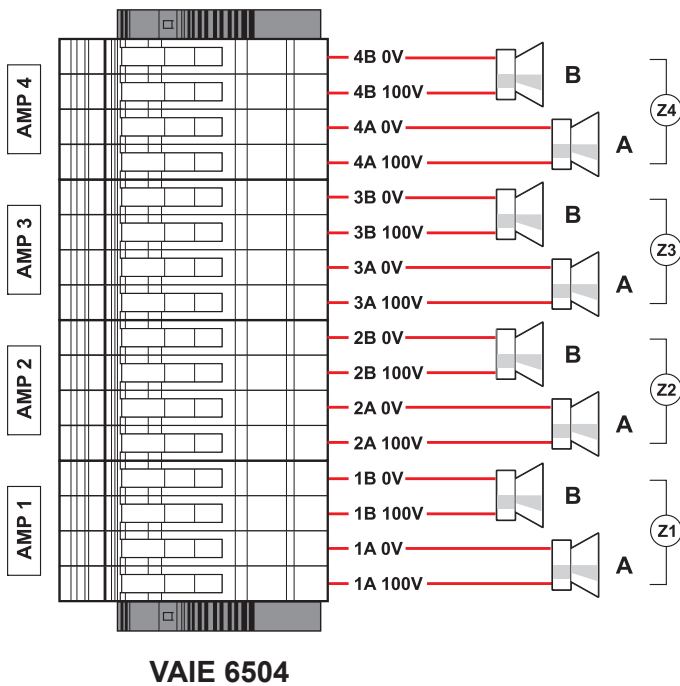 AMP 4
4B 0V
4B 100V
B
4A 0V
4A 100V
A
Z4
AMP 3
3B 0V
3B 100V
B
3A 0V
3A 100V
A
Z3
AMP 2
2B 0V
2B 100V
B
2A 0V
2A 100V
A
Z2
AMP 1
1B 0V
1B 100V
B
1A 0V
1A 100V
A
Z1
VAIE 6504